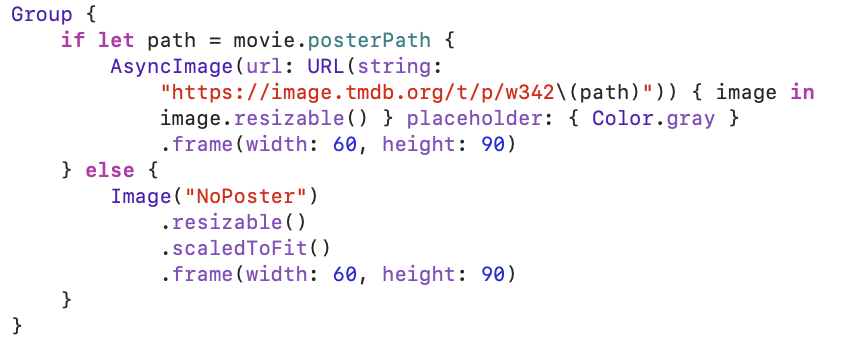 Group {
    if let path = movie.posterPath {
        AsyncImage(url: URL(string:
            "https://image.tmdb.org/t/p/w342\(path)")) { image in
            image.resizable() } placeholder: { Color.gray }
            .frame(width: 60, height: 90)
    } else {
        Image("NoPoster")
            .resizable()
            .scaledToFit()
            .frame(width: 60, height: 90)
    }
}